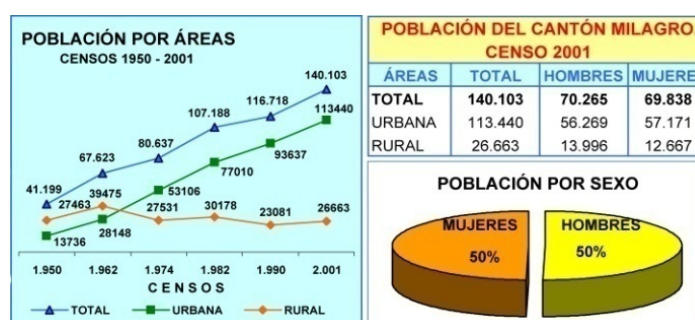 POBLACIÓN POR ÁREAS
CENSOS 1950 - 2001
140.103
116.718
107.188
113440
80.637
93637
67.623
77010
41.199
39475
53106
27463
27531
30178
23081
26663
13736
28148
1.950 1.962 1.974 1.982 1.990 2.001
CENSOS
TOTAL URBANA RURAL
POBLACIÓN DEL CANTÓN MILAGRO
CENSO 2001
ÁREAS TOTAL HOMBRES MUJERE
TOTAL 140.103 70.265 69.838
URBANA 113.440 56.269 57.171
RURAL 26.663 13.996 12.667
POBLACIÓN POR SEXO
MUJERES HOMBRES
50% 50%